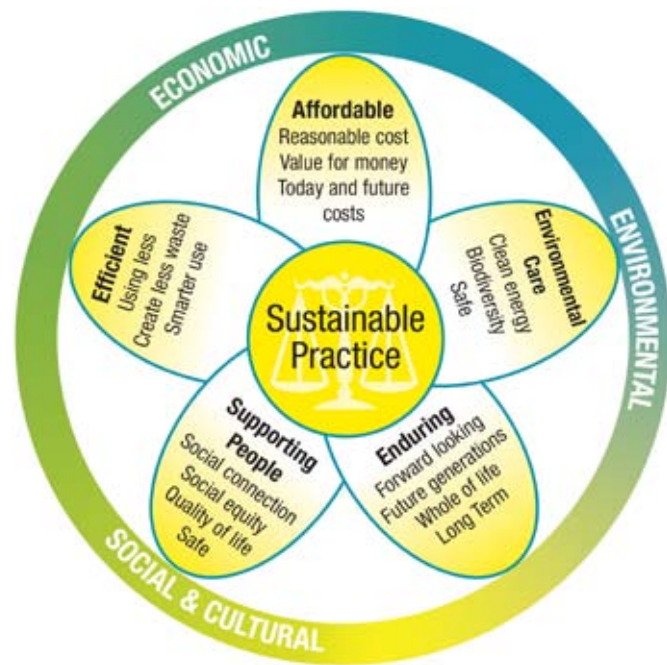 ECONOMIC
ENVIRONMENTAL
SOCIAL & CULTURAL
Affordable
Reasonable cost
Value for money
Today and future
costs
Environmental
Care
Clean energy
Biodiversity
Safe
Enduring
Forward looking
Future generations
Whole of life
Long Term
Supporting
People
Social connection
Social equity
Quality of life
Safe
Efficient
Using less
Create less waste
Smarter use
Sustainable
Practice